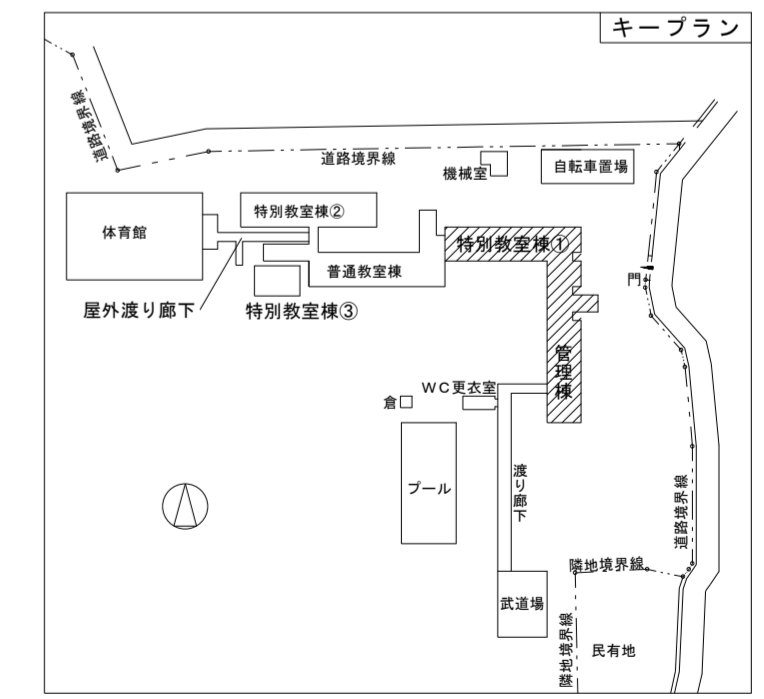 キープラン
道路境界線
道路境界線
機械室
自転車置場
体育館
特別教室棟②
特別教室棟①
普通教室棟
門
屋外渡り廊下
特別教室棟③
管理棟
WC更衣室
倉
プール
渡り廊下
道路境界線
隣地境界線
武道場
隣地境界線
民有地